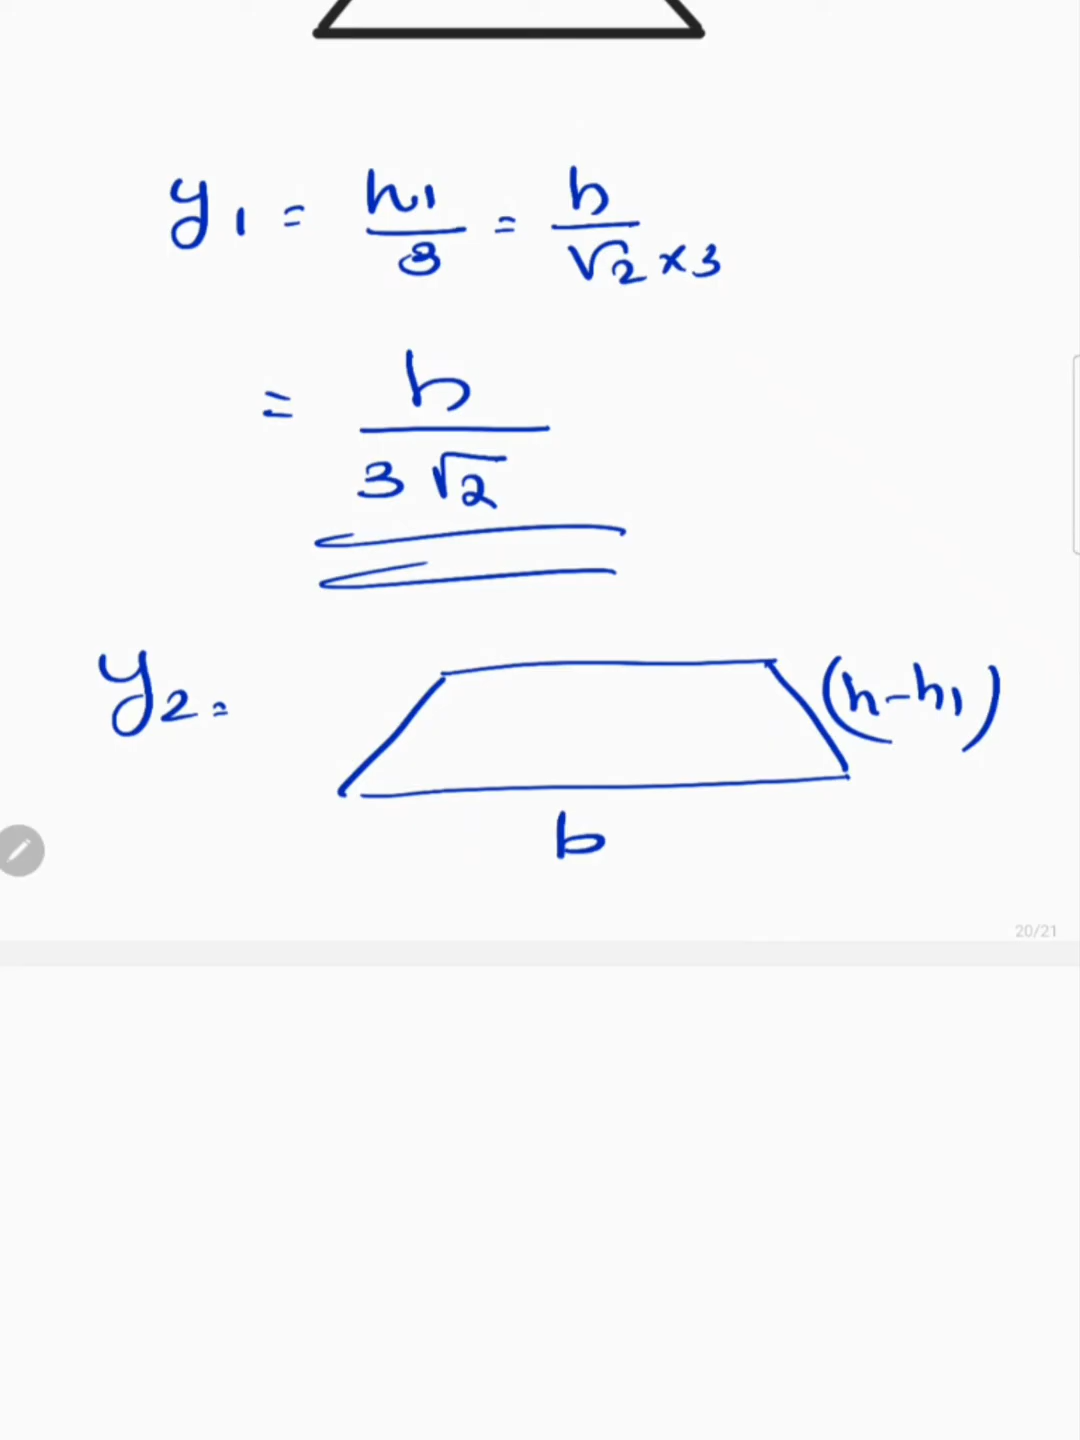 y₁ = h₁/3 = h/√2×3
= h/3√2
y₂ = (h-h₁)
b
20/21